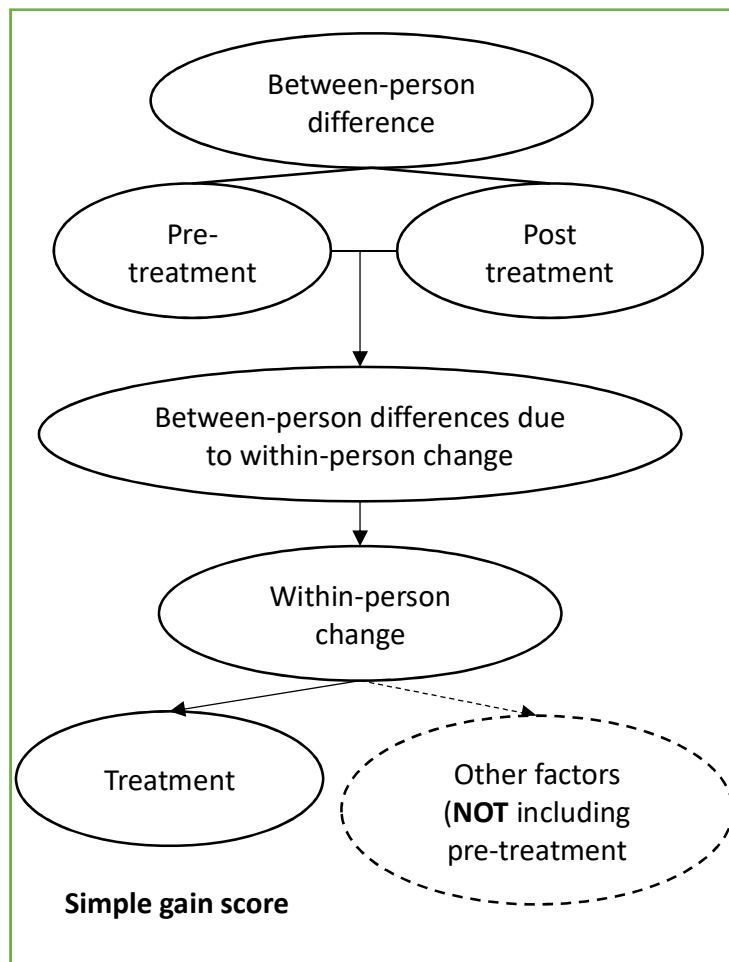 Between-person
difference
Pre-
treatment
Post
treatment
Between-person differences due
to within-person change
Within-person
change
Treatment
Other factors
(NOT including
pre-treatment
Simple gain score